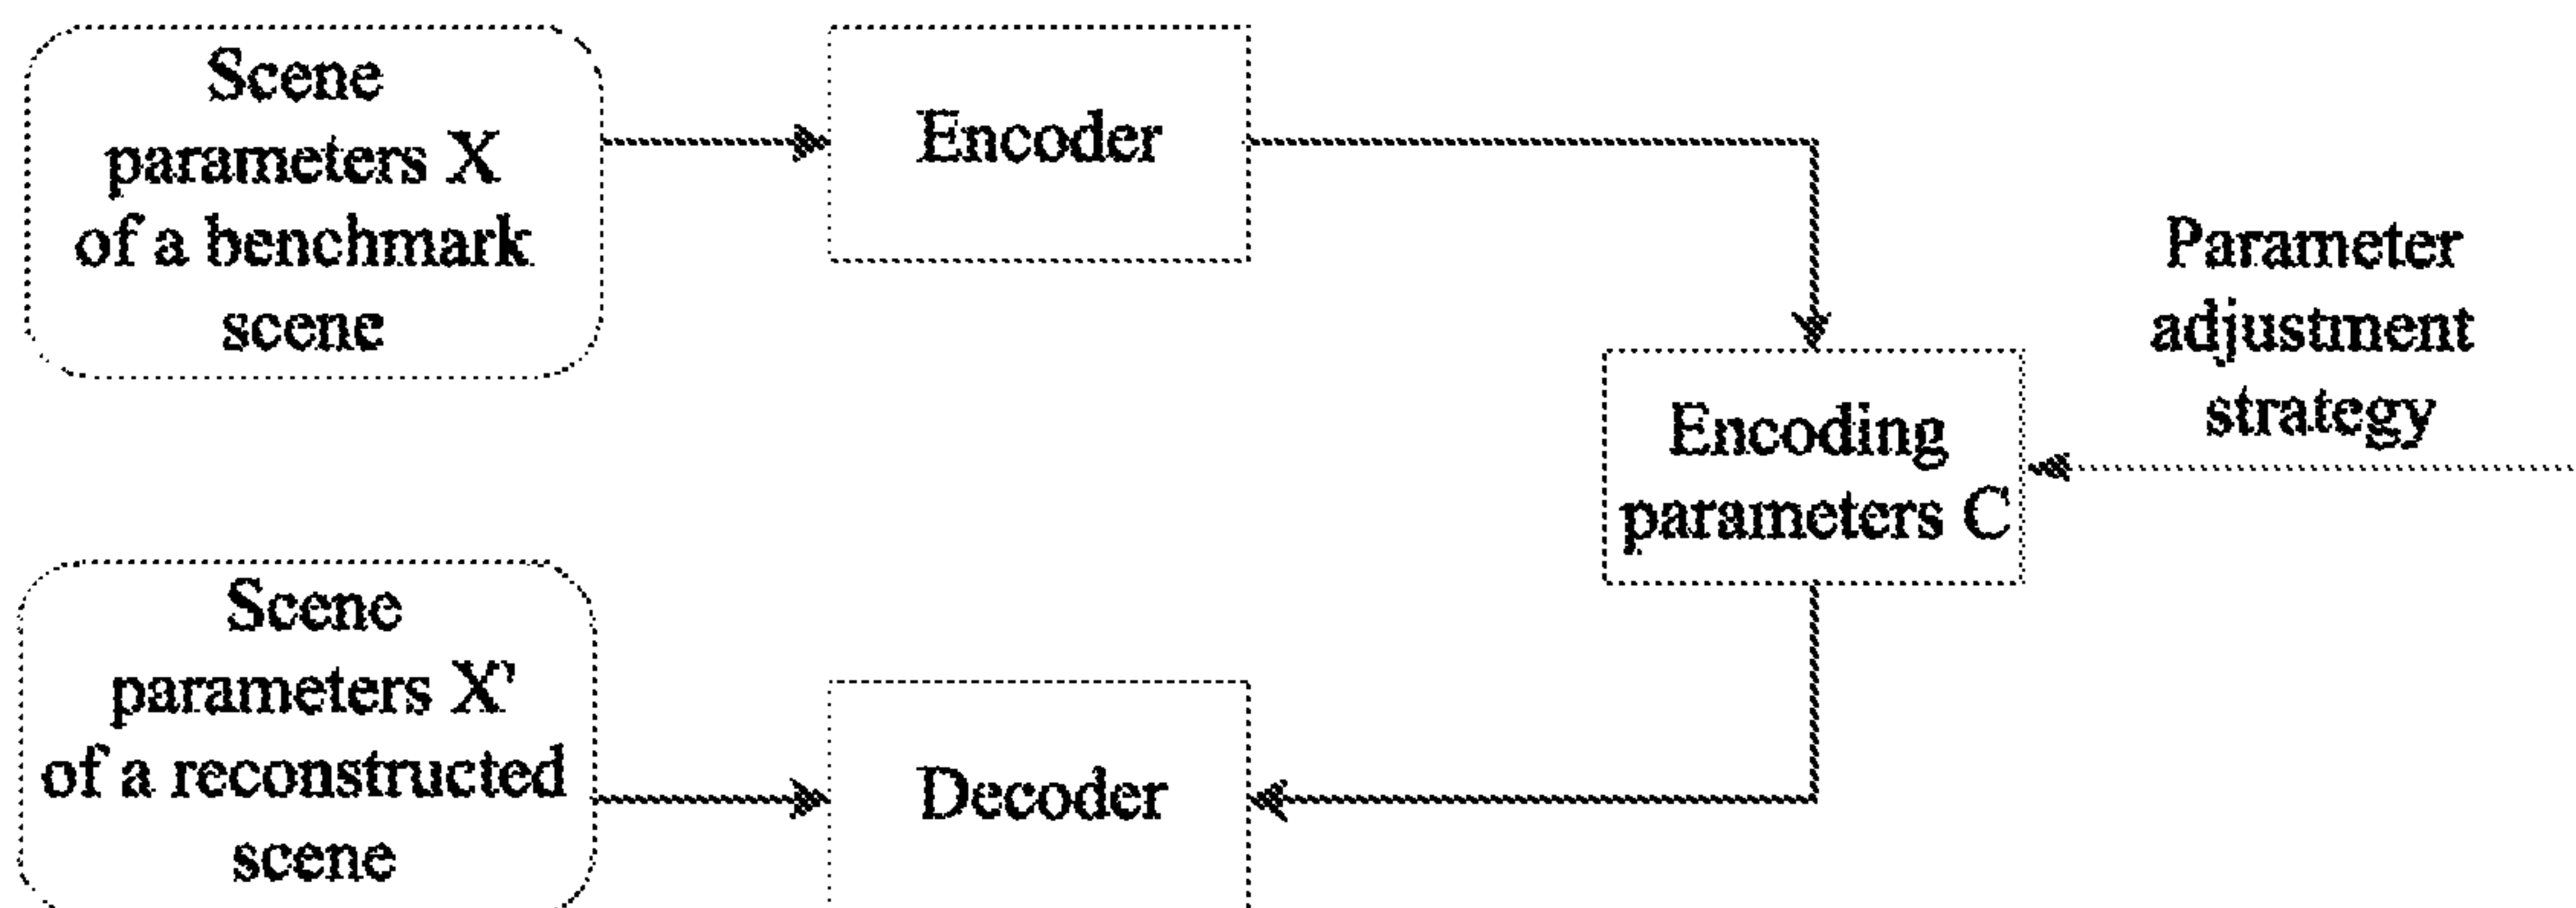 Scene
parameters X
of a benchmark
scene
Encoder
Parameter
adjustment
strategy
Encoding
parameters C
Scene
parameters X'
of a reconstructed
scene
Decoder